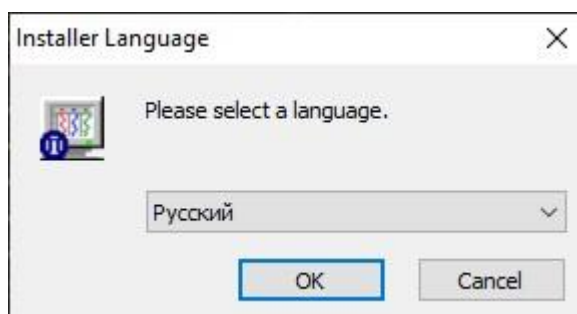 Installer Language
Please select a language.
Русский
OK
Cancel